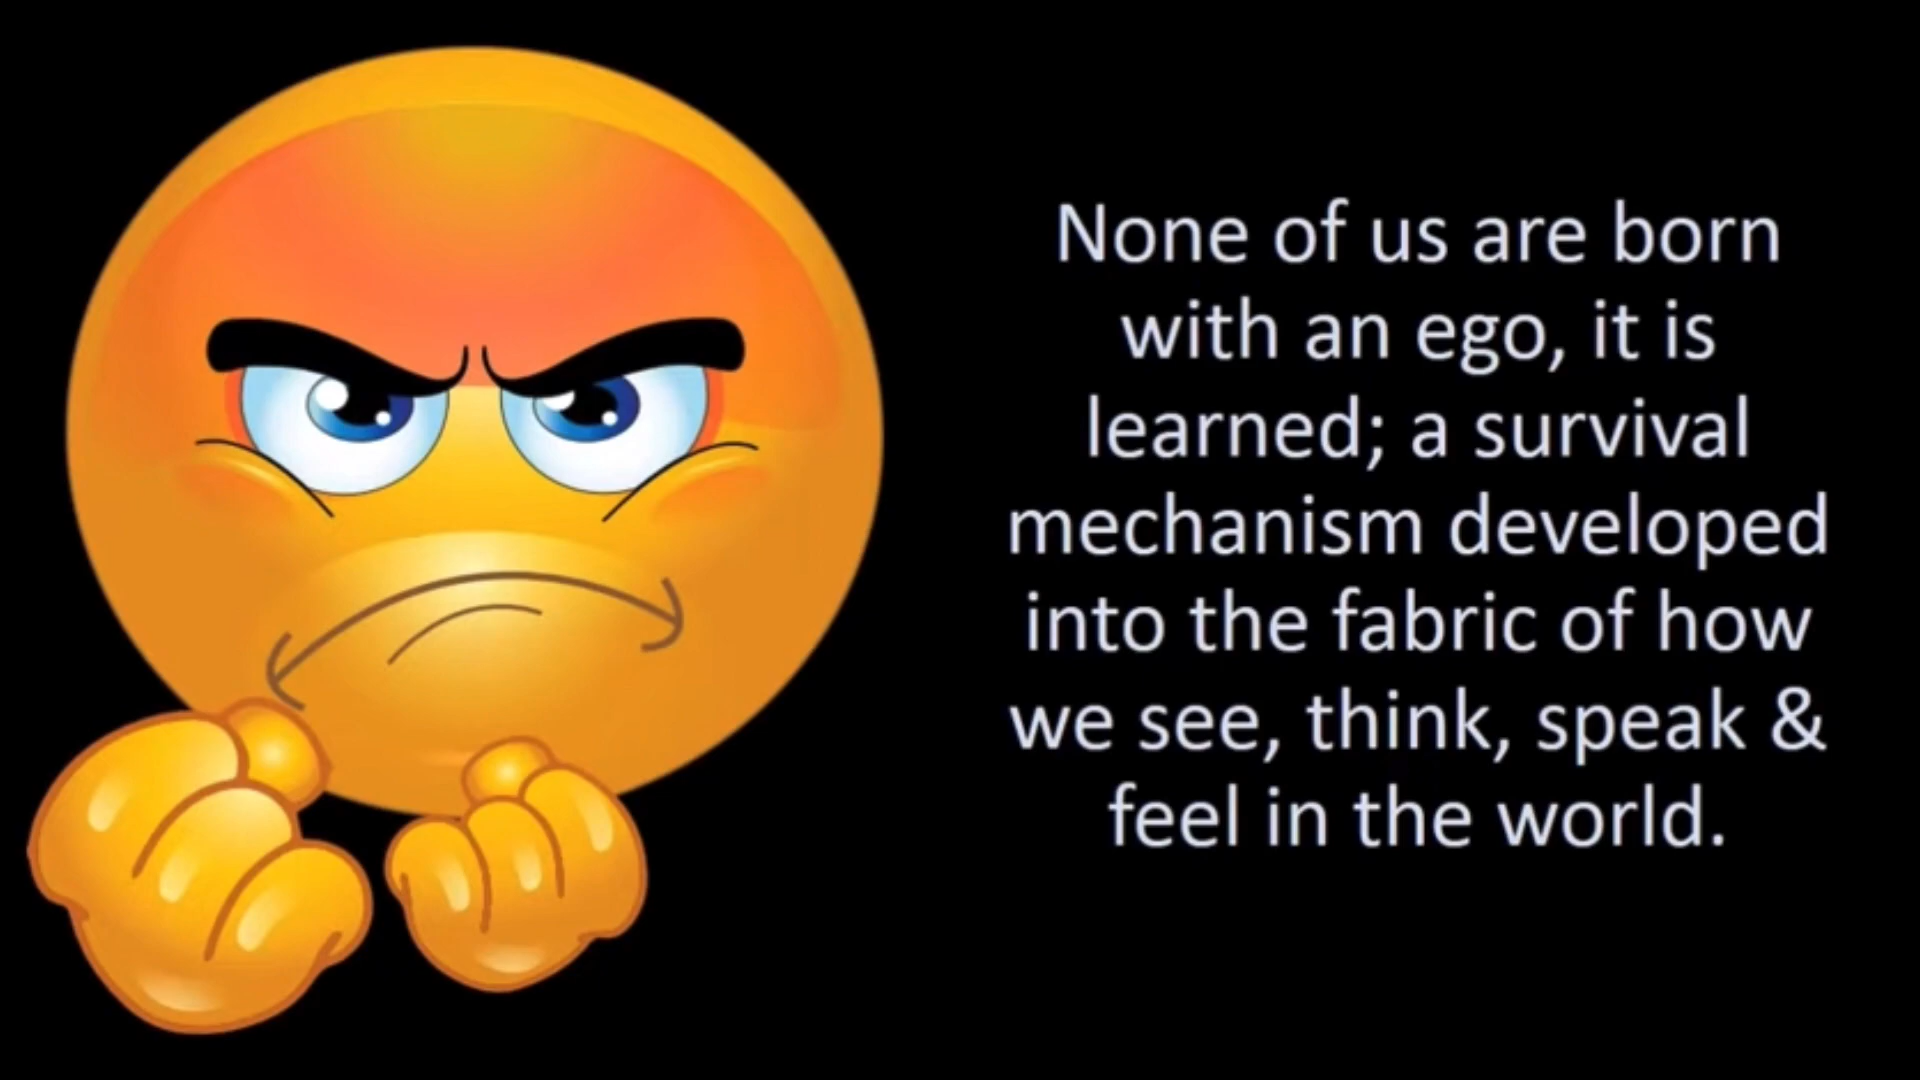 None of us are born
with an ego, it is
learned; a survival
mechanism developed
into the fabric of how
we see, think, speak &
feel in the world.